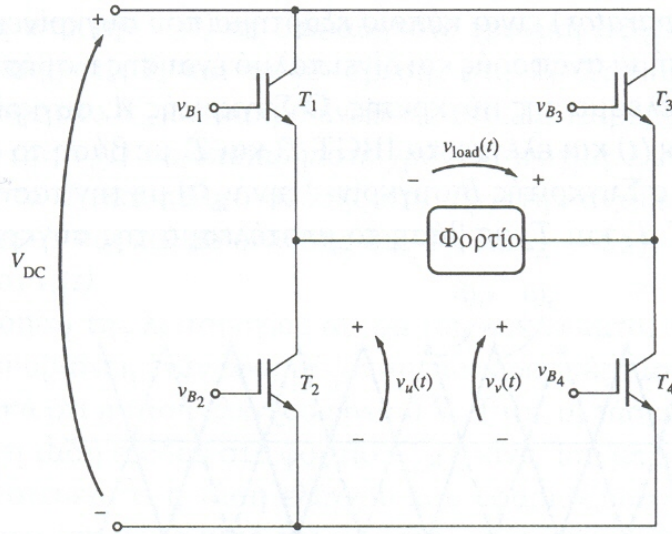 +
T₁
T₃
v_B₁
v_B₃
v_load(t)
− +
Φορτίο
V_DC
+ +
T₂
T₄
v_B₂
v_u(t)
v_v(t)
v_B₄
− −
−